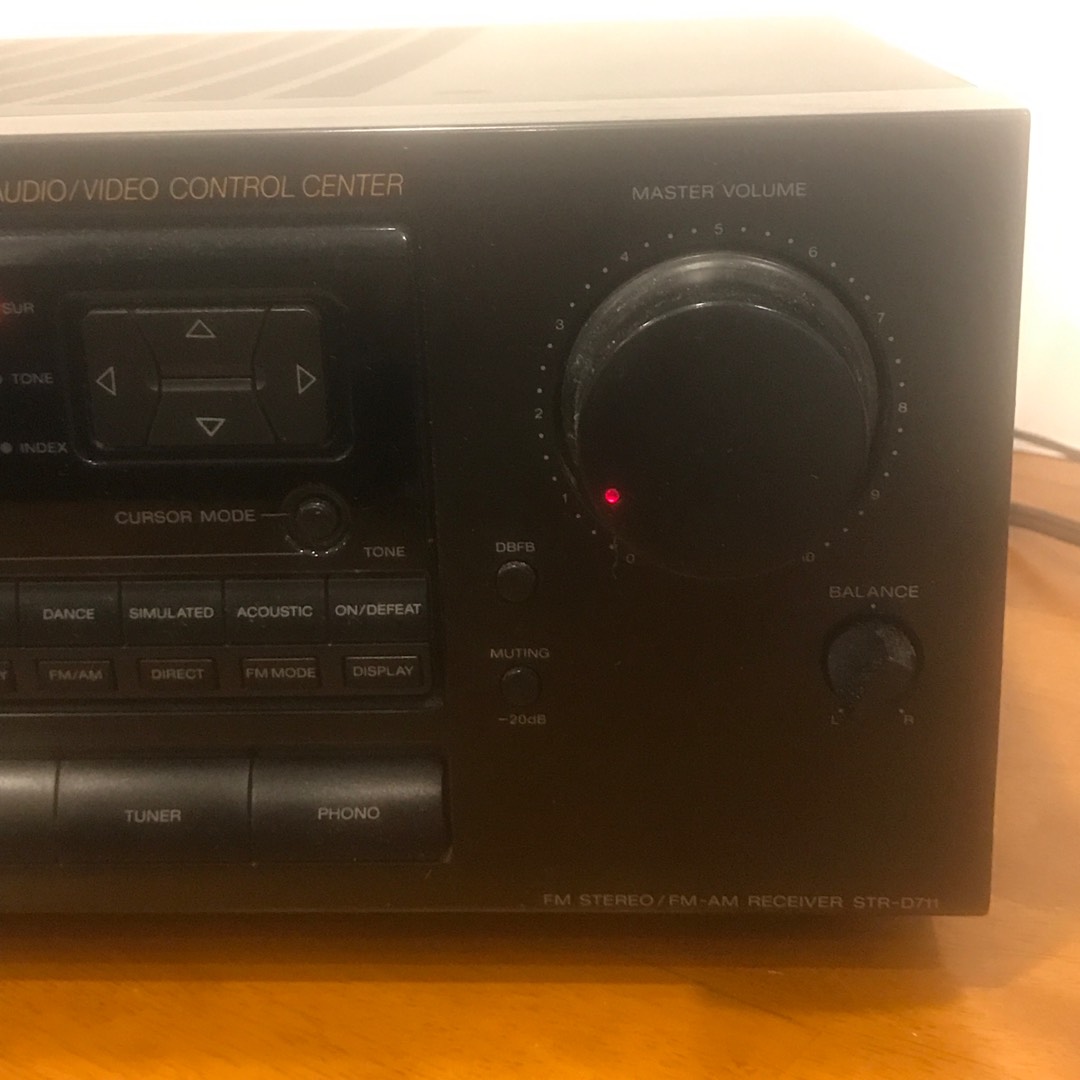 AUDIO/VIDEO CONTROL CENTER
MASTER VOLUME
SUR
TONE
INDEX
CURSOR MODE
TONE
DANCE SIMULATED ACOUSTIC ON/DEFEAT
FM/AM DIRECT FM MODE DISPLAY
TUNER PHONO
0 1 2 3 4 5 6 7 8 9
DBFB
MUTING
-20dB
BALANCE
L R
FM STEREO/FM-AM RECEIVER STR-D711